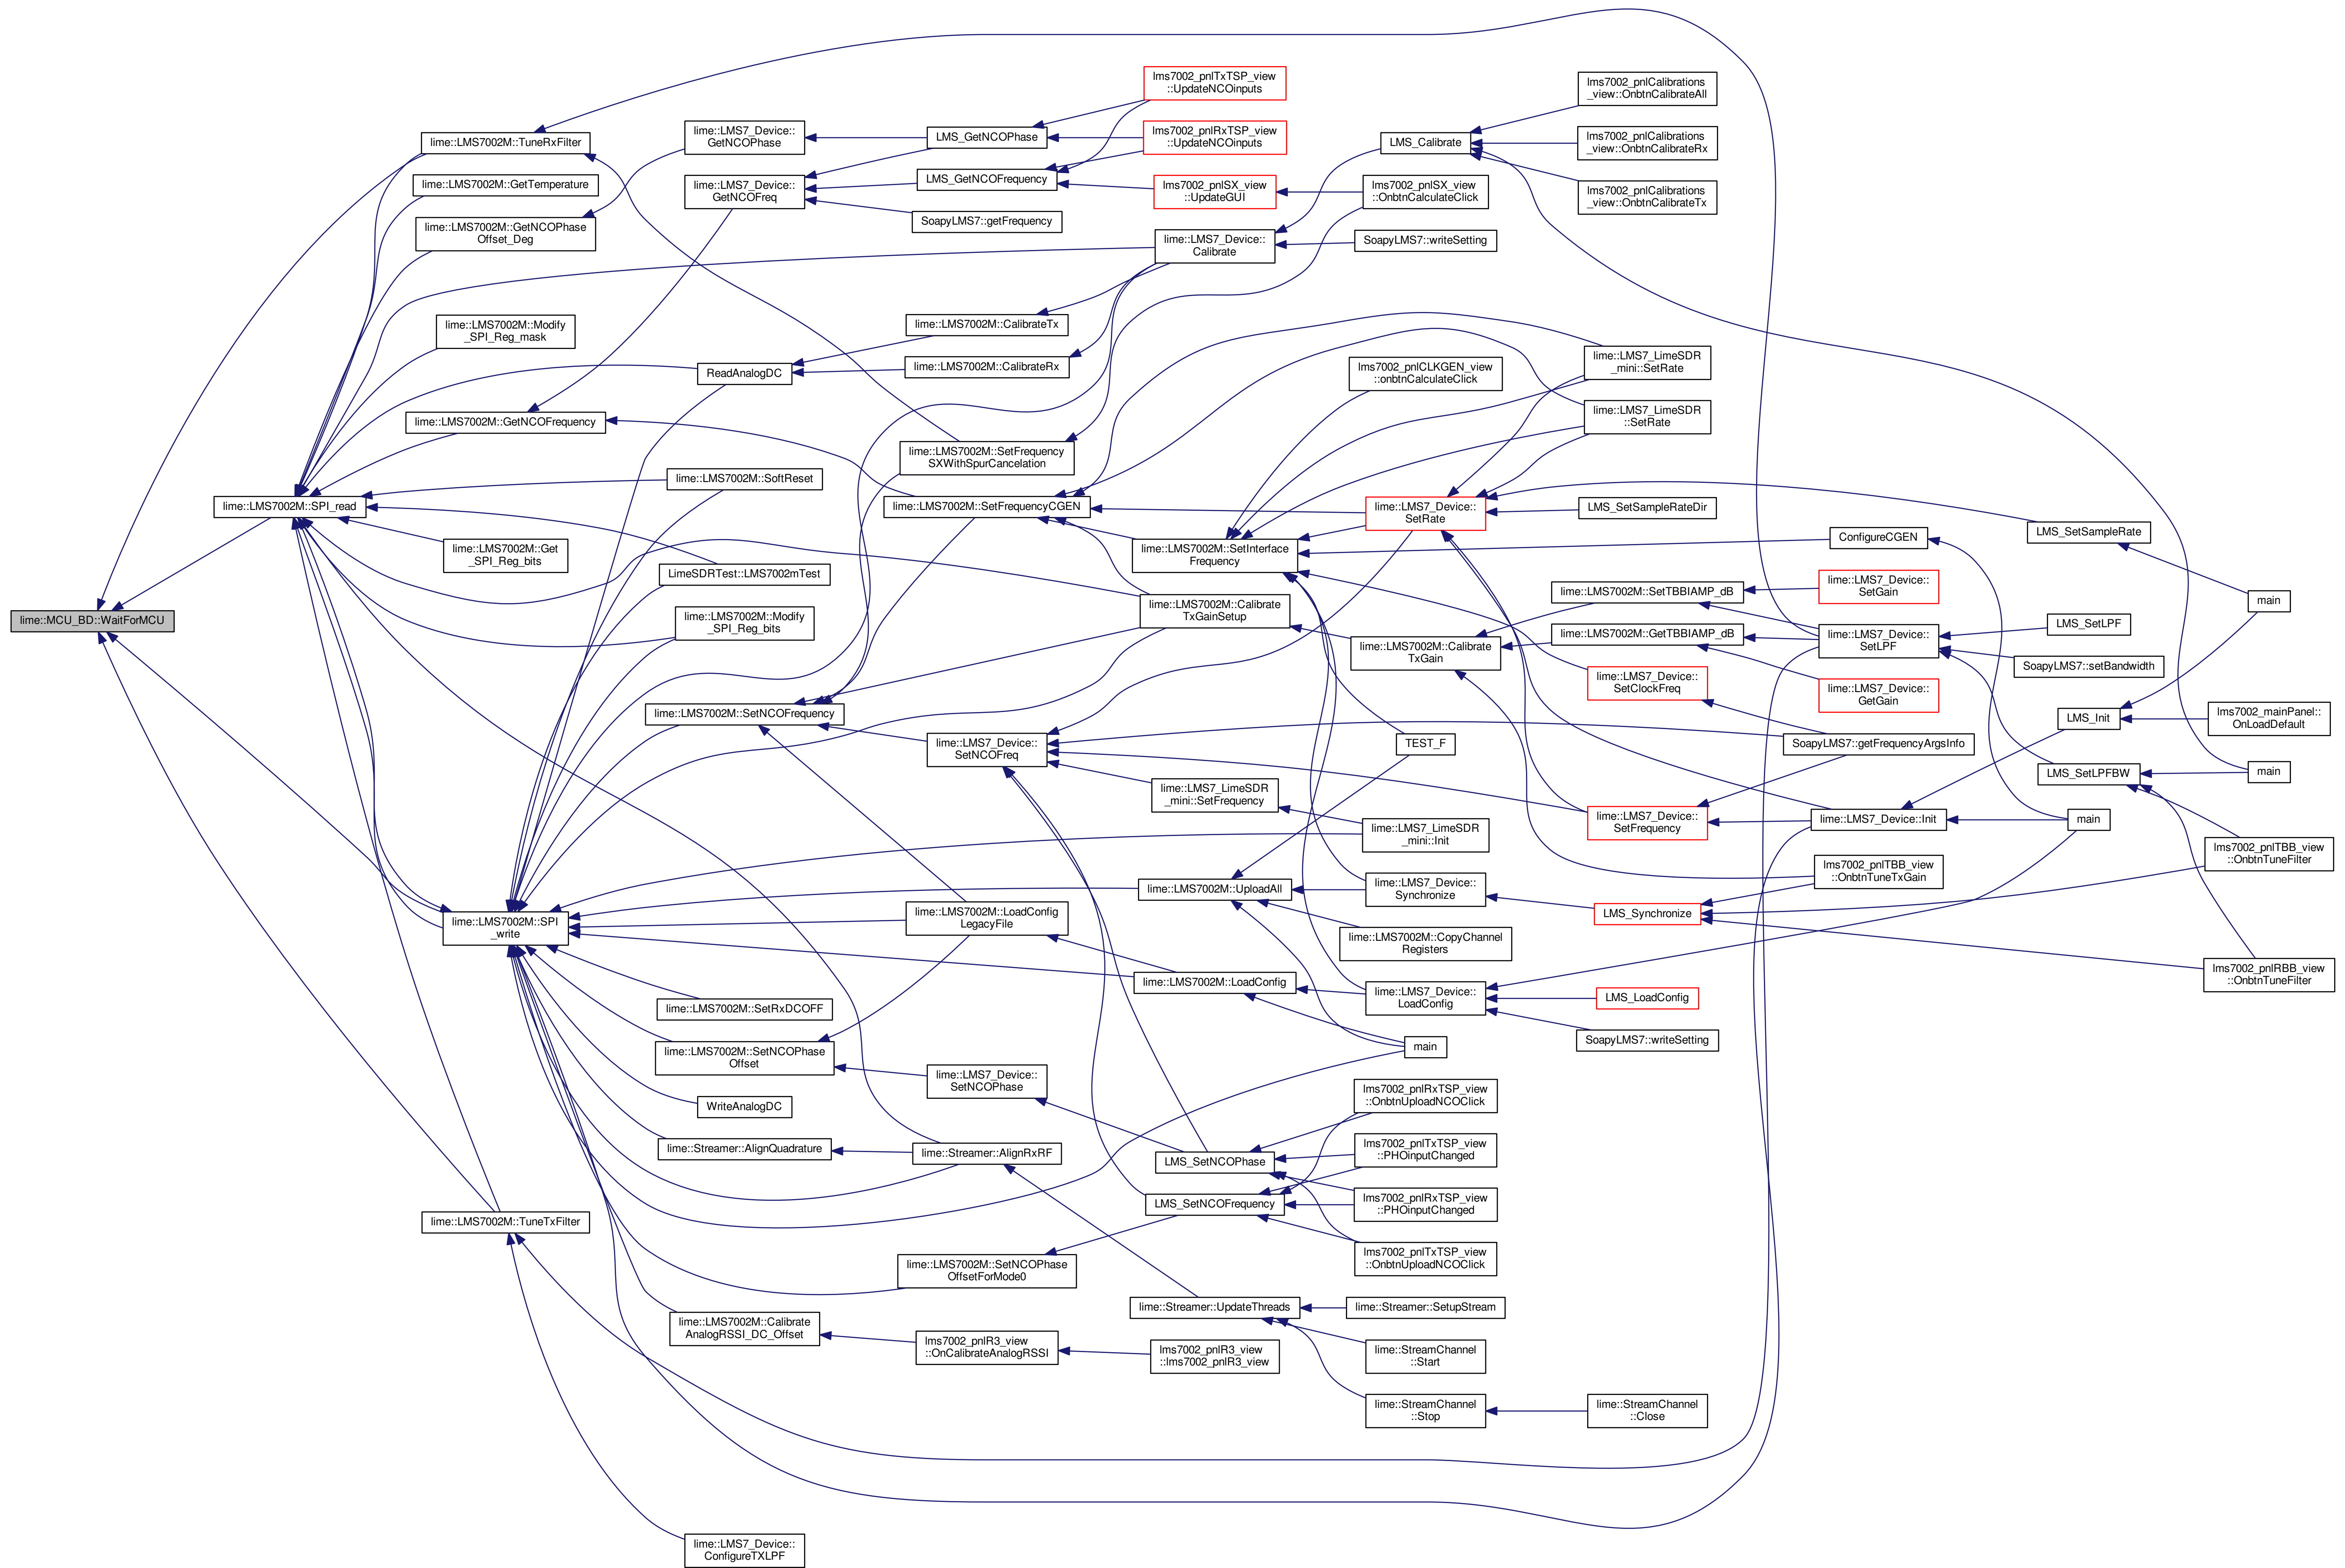 lime::MCU_BD::WaitForMCU
lime::LMS7002M::SPI_read
lime::LMS7002M::TuneRxFilter
lime::LMS7002M::GetTemperature
lime::LMS7002M::GetNCOPhase
Offset_Deg
lime::LMS7002M::Modify
_SPI_Reg_mask
lime::LMS7002M::GetNCOFrequency
lime::LMS7002M::Get
_SPI_Reg_bits
lime::LMS7002M::SPI
_write
lime::LMS7002M::TuneTxFilter
lime::LMS7_Device::
GetNCOPhase
lime::LMS7_Device::
GetNCOFreq
ReadAnalogDC
lime::LMS7002M::SoftReset
LimeSDRTest::LMS7002mTest
lime::LMS7002M::Modify
_SPI_Reg_bits
lime::LMS7002M::SetNCOFrequency
lime::LMS7002M::SetRxDCOFF
lime::LMS7002M::SetNCOPhase
Offset
WriteAnalogDC
lime::Streamer::AlignQuadrature
lime::LMS7002M::Calibrate
AnalogRSSI_DC_Offset
lime::LMS7_Device::
ConfigureTXLPF
LMS_GetNCOPhase
LMS_GetNCOFrequency
SoapyLMS7::getFrequency
lime::LMS7002M::CalibrateTx
lime::LMS7002M::CalibrateRx
lime::LMS7002M::SetFrequency
SXWithSpurCancelation
lime::LMS7002M::SetFrequencyCGEN
lime::LMS7_Device::
SetNCOFreq
lime::LMS7002M::LoadConfig
LegacyFile
lime::LMS7_Device::
SetNCOPhase
lime::Streamer::AlignRxRF
lime::LMS7002M::SetNCOPhase
OffsetForMode0
lms7002_pnlR3_view
::OnCalibrateAnalogRSSI
lms7002_pnlTxTSP_view
::UpdateNCOinputs
lms7002_pnlRxTSP_view
::UpdateNCOinputs
lms7002_pnlSX_view
::UpdateGUI
lime::LMS7_Device::
Calibrate
lime::LMS7002M::SetInterface
Frequency
lime::LMS7002M::Calibrate
TxGainSetup
lime::LMS7_LimeSDR
_mini::SetFrequency
lime::LMS7002M::UploadAll
lime::LMS7002M::LoadConfig
LMS_SetNCOPhase
LMS_SetNCOFrequency
lime::Streamer::UpdateThreads
lms7002_pnlR3_view
::lms7002_pnlR3_view
LMS_Calibrate
lms7002_pnlSX_view
::OnbtnCalculateClick
SoapyLMS7::writeSetting
lms7002_pnlCLKGEN_view
::onbtnCalculateClick
lime::LMS7_Device::
SetRate
lime::LMS7002M::Calibrate
TxGain
TEST_F
lime::LMS7_LimeSDR
_mini::Init
lime::LMS7_Device::
Synchronize
lime::LMS7002M::CopyChannel
Registers
lime::LMS7_Device::
LoadConfig
main
lms7002_pnlRxTSP_view
::OnbtnUploadNCOClick
lms7002_pnlTxTSP_view
::PHOinputChanged
lms7002_pnlRxTSP_view
::PHOinputChanged
lms7002_pnlTxTSP_view
::OnbtnUploadNCOClick
lime::Streamer::SetupStream
lime::StreamChannel
::Start
lime::StreamChannel
::Stop
lms7002_pnlCalibrations
_view::OnbtnCalibrateAll
lms7002_pnlCalibrations
_view::OnbtnCalibrateRx
lms7002_pnlCalibrations
_view::OnbtnCalibrateTx
lime::LMS7_LimeSDR
_mini::SetRate
lime::LMS7_LimeSDR
::SetRate
LMS_SetSampleRateDir
lime::LMS7002M::SetTBBIAMP_dB
lime::LMS7002M::GetTBBIAMP_dB
lime::LMS7_Device::
SetClockFreq
lime::LMS7_Device::
SetFrequency
LMS_Synchronize
LMS_LoadConfig
SoapyLMS7::writeSetting
lime::StreamChannel
::Close
ConfigureCGEN
lime::LMS7_Device::
SetGain
lime::LMS7_Device::
SetLPF
lime::LMS7_Device::
GetGain
SoapyLMS7::getFrequencyArgsInfo
lime::LMS7_Device::Init
lms7002_pnlTBB_view
::OnbtnTuneTxGain
LMS_SetSampleRate
LMS_SetLPF
SoapyLMS7::setBandwidth
LMS_Init
LMS_SetLPFBW
main
main
lms7002_mainPanel::
OnLoadDefault
main
lms7002_pnlTBB_view
::OnbtnTuneFilter
lms7002_pnlRBB_view
::OnbtnTuneFilter